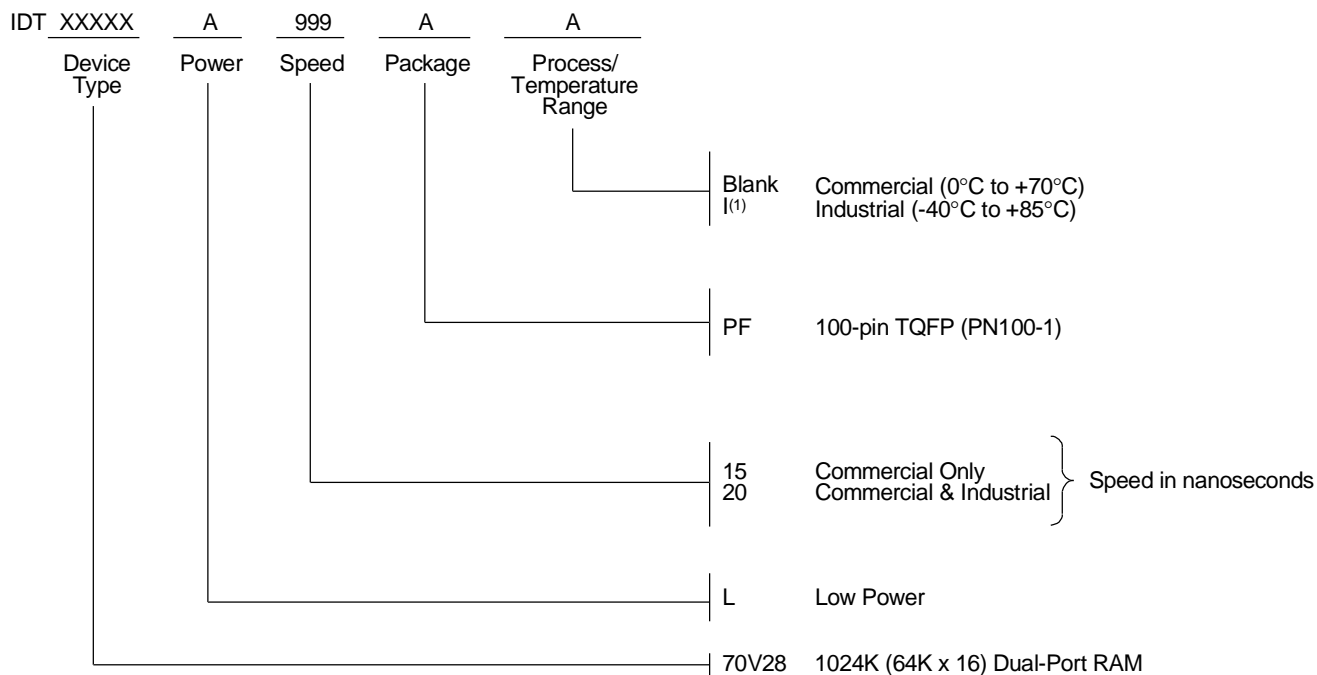 IDT XXXXX A 999 A A
Device Type Power Speed Package Process/ Temperature Range
Blank Commercial (0°C to +70°C)
I(1) Industrial (-40°C to +85°C)
PF 100-pin TQFP (PN100-1)
15 Commercial Only
20 Commercial & Industrial
Speed in nanoseconds
L Low Power
70V28 1024K (64K x 16) Dual-Port RAM